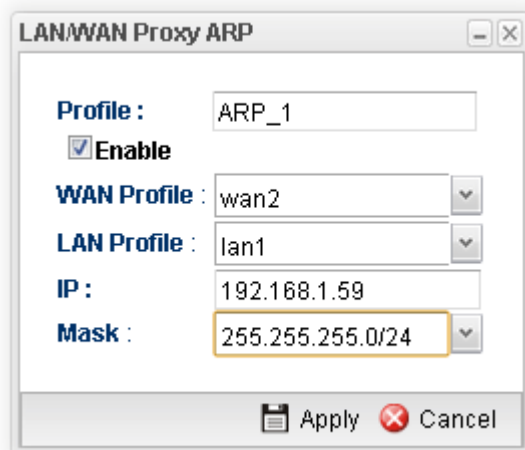 LAN/WAN Proxy ARP
Profile : ARP_1
Enable
WAN Profile : wan2
LAN Profile : lan1
IP : 192.168.1.59
Mask : 255.255.255.0/24
Apply Cancel